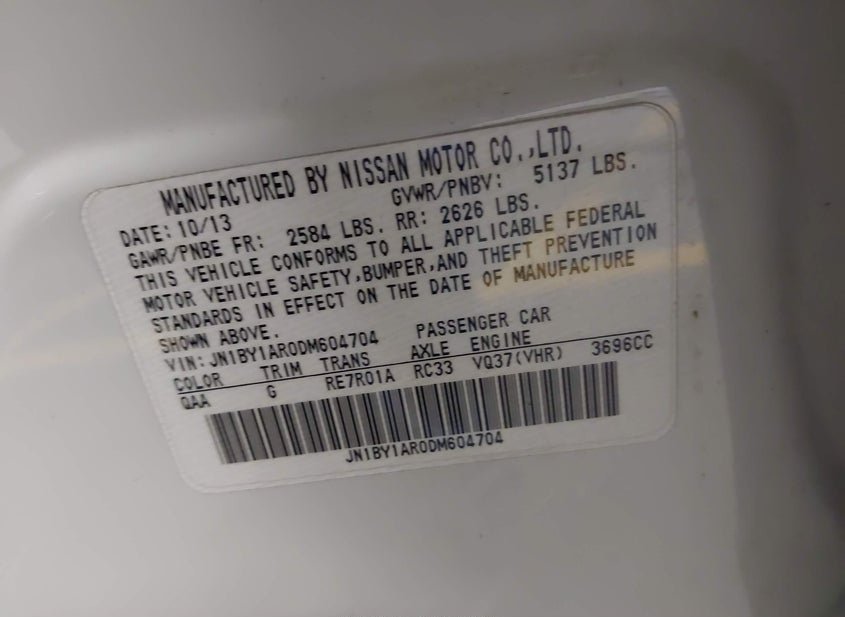 MANUFACTURED BY NISSAN MOTOR CO.,LTD.
DATE: 10/13 GVWR/PNBV: 5137 LBS.
GAWR/PNBE FR: 2584 LBS. RR: 2626 LBS.
THIS VEHICLE CONFORMS TO ALL APPLICABLE FEDERAL
MOTOR VEHICLE SAFETY,BUMPER,AND THEFT PREVENTION
STANDARDS IN EFFECT ON THE DATE OF MANUFACTURE
SHOWN ABOVE.
VIN: JN1BY1AR0DM604704 PASSENGER CAR
COLOR TRIM TRANS AXLE ENGINE
QAA G RE7R01A RC33 VQ37(VHR) 3696CC
JN1BY1AR0DM604704